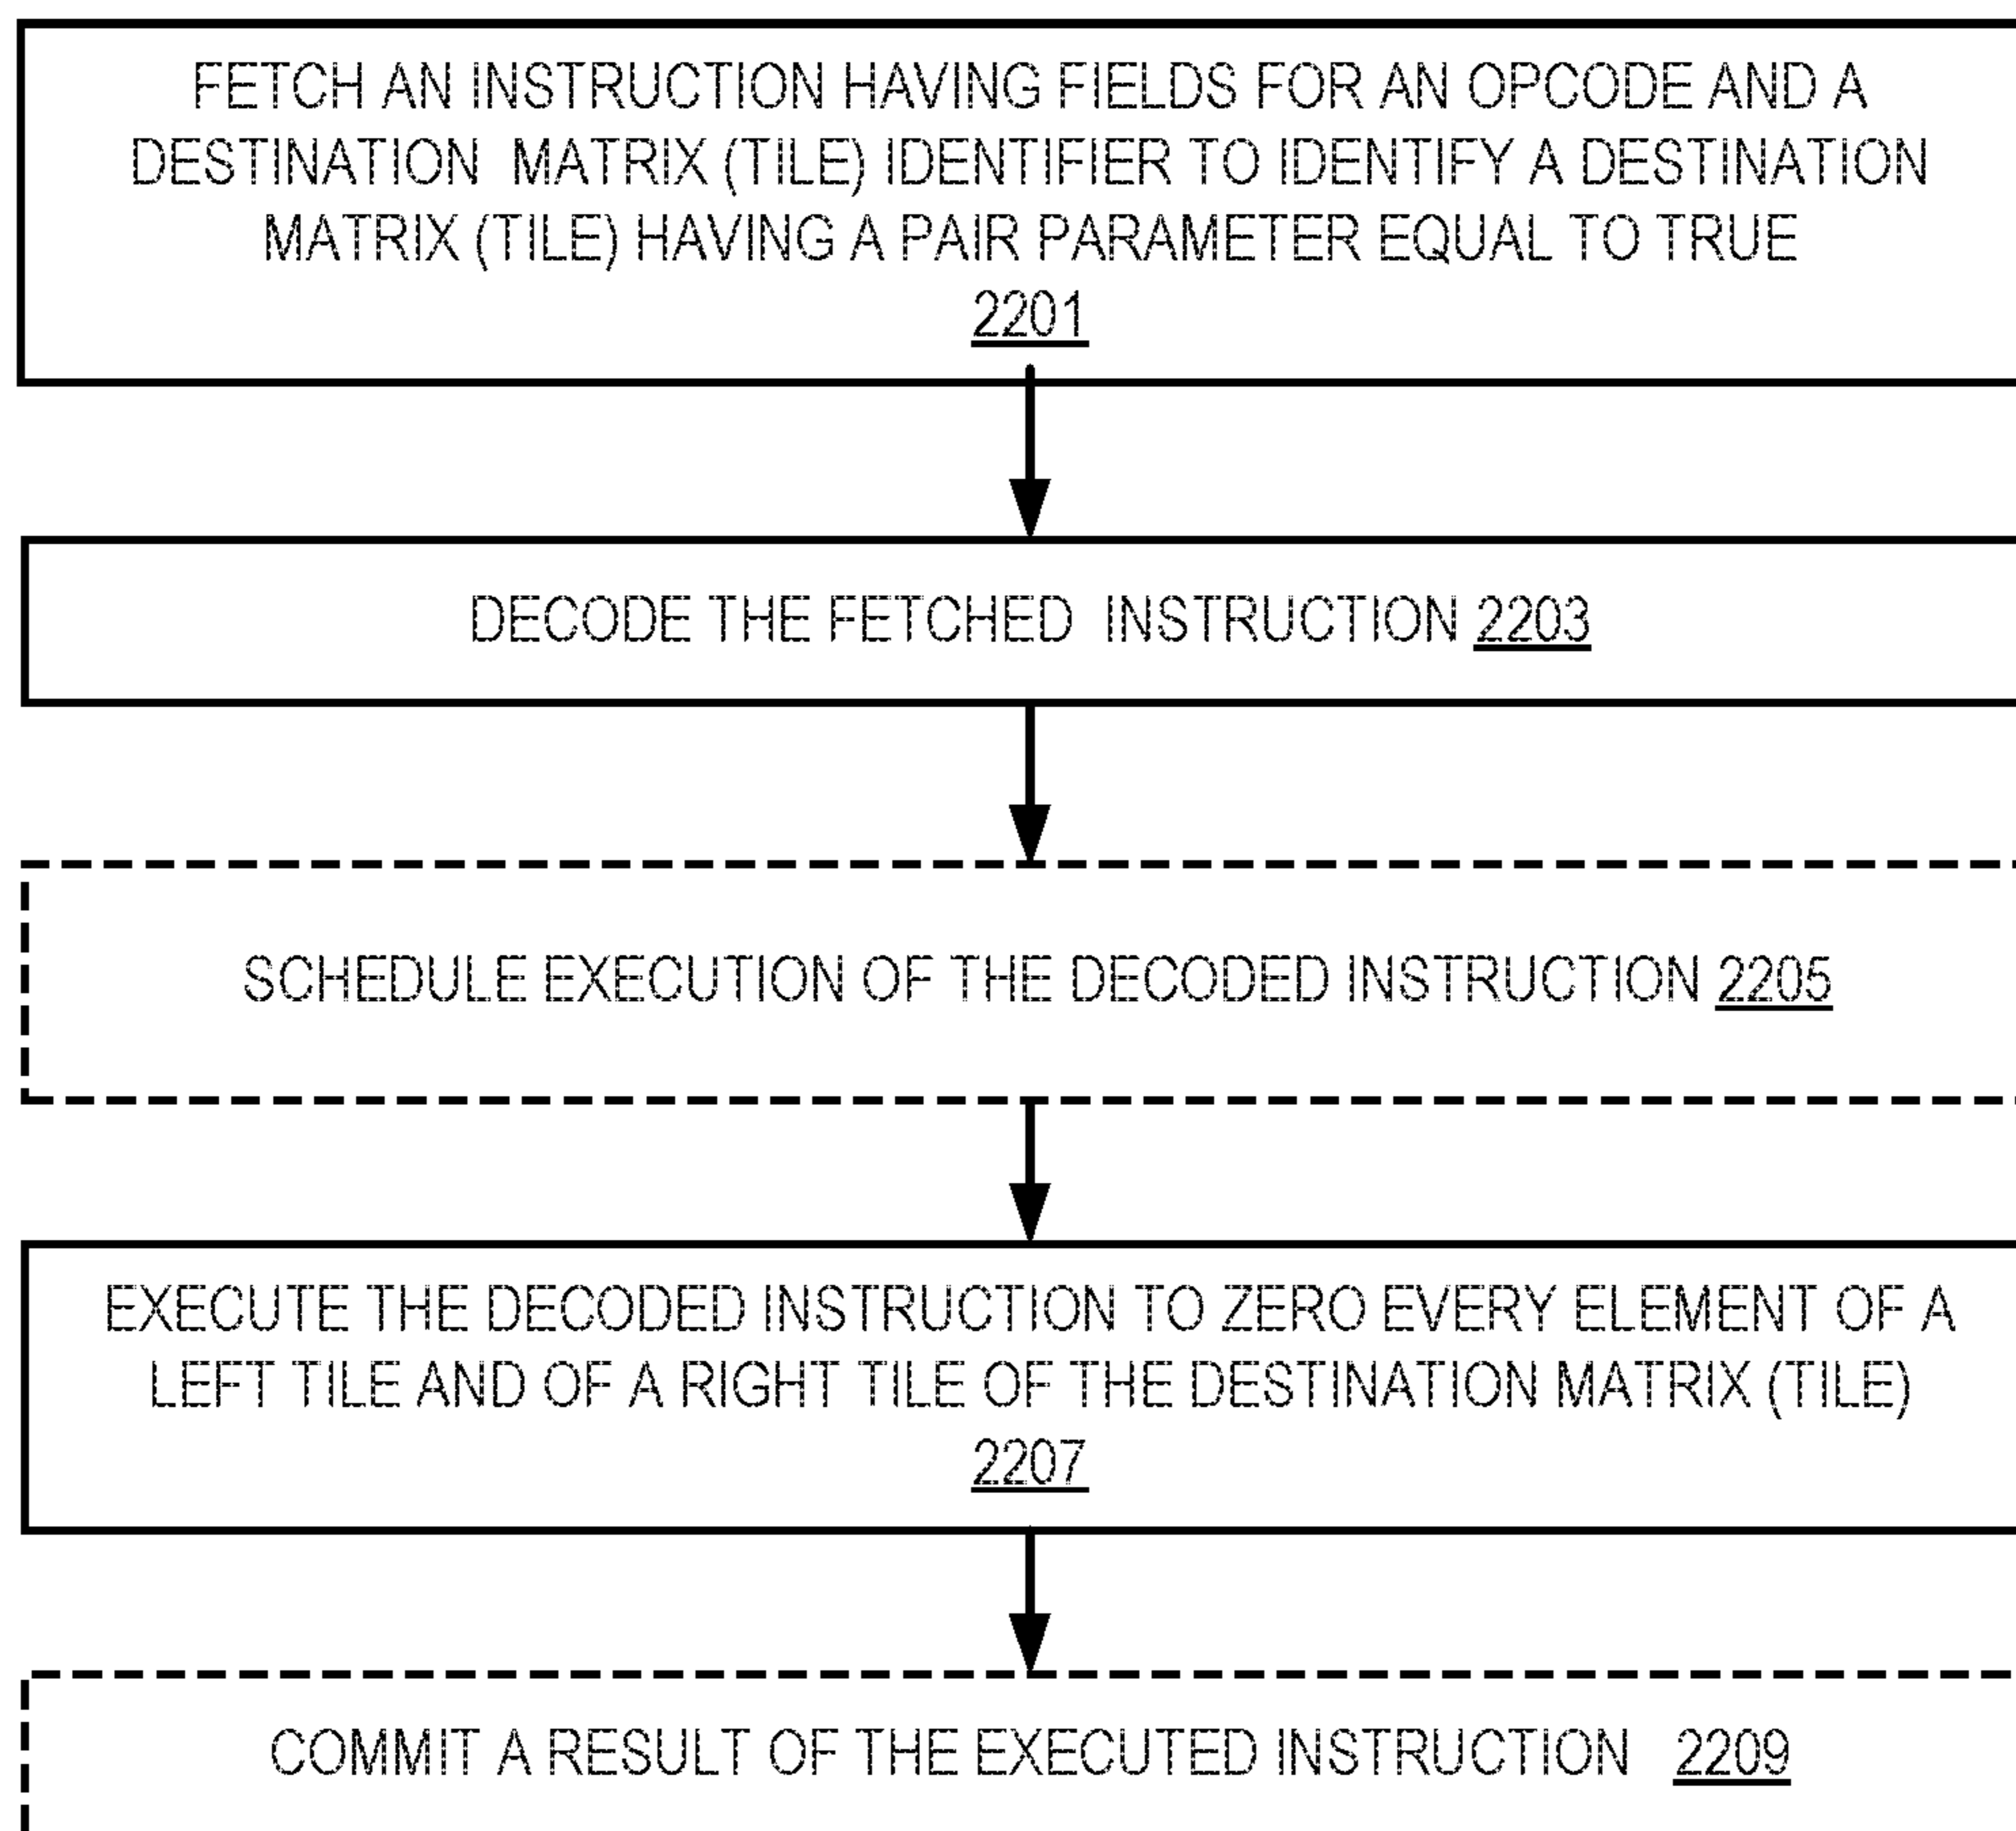 FETCH AN INSTRUCTION HAVING FIELDS FOR AN OPCODE AND A
DESTINATION MATRIX (TILE) IDENTIFIER TO IDENTIFY A DESTINATION
MATRIX (TILE) HAVING A PAIR PARAMETER EQUAL TO TRUE
2201
DECODE THE FETCHED INSTRUCTION 2203
SCHEDULE EXECUTION OF THE DECODED INSTRUCTION 2205
EXECUTE THE DECODED INSTRUCTION TO ZERO EVERY ELEMENT OF A
LEFT TILE AND OF A RIGHT TILE OF THE DESTINATION MATRIX (TILE)
2207
COMMIT A RESULT OF THE EXECUTED INSTRUCTION 2209